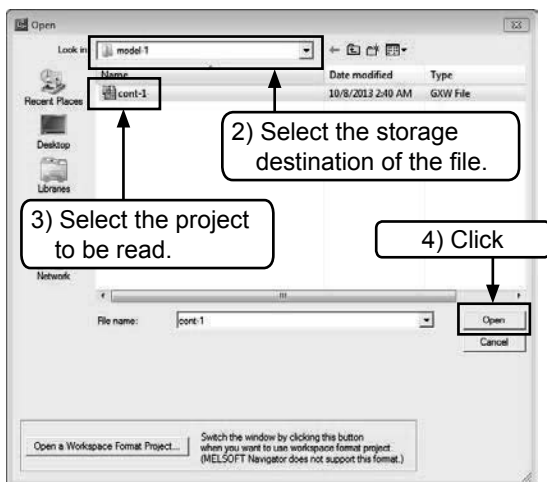 Open
Look in
model-1
Name
Date modified
Type
cont-1
10/8/2013 2:40 AM
GXW File
Recent Places
Desktop
Libraries
2) Select the storage
destination of the file.
3) Select the project
to be read.
4) Click
Network
File name:
cont-1
Open
Cancel
Open a Workspace Format Project...
Switch the window by clicking this button
when you want to use workspace format project.
(MELSOFT Navigator does not support this format.)